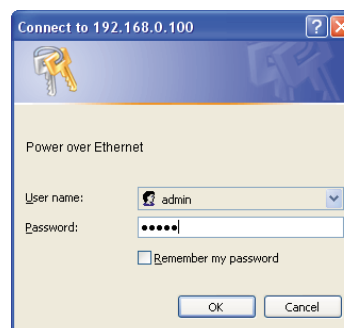 Connect to 192.168.0.100
Power over Ethernet
User name:
admin
Password:
•••••
Remember my password
OK
Cancel